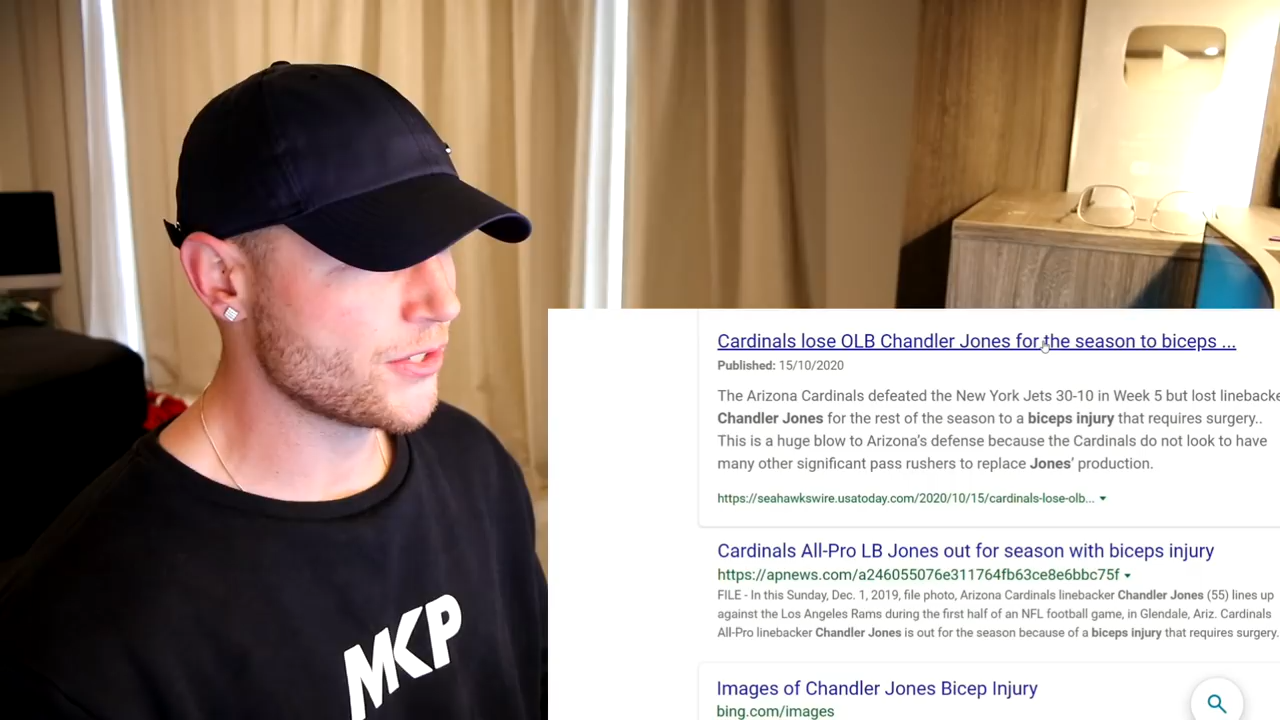 MKP
Cardinals lose OLB Chandler Jones for the season to biceps ...
Published: 15/10/2020
The Arizona Cardinals defeated the New York Jets 30-10 in Week 5 but lost linebacke
Chandler Jones for the rest of the season to a biceps injury that requires surgery..
This is a huge blow to Arizona's defense because the Cardinals do not look to have
many other significant pass rushers to replace Jones' production.
https://seahawkswire.usatoday.com/2020/10/15/cardinals-lose-olb...
Cardinals All-Pro LB Jones out for season with biceps injury
https://apnews.com/a246055076e311764fb63ce8e6bbc75f
FILE - In this Sunday, Dec. 1, 2019, file photo, Arizona Cardinals linebacker Chandler Jones (55) lines up
against the Los Angeles Rams during the first half of an NFL football game, in Glendale, Ariz. Cardinals
All-Pro linebacker Chandler Jones is out for the season because of a biceps injury that requires surgery.
Images of Chandler Jones Bicep Injury
bing.com/images